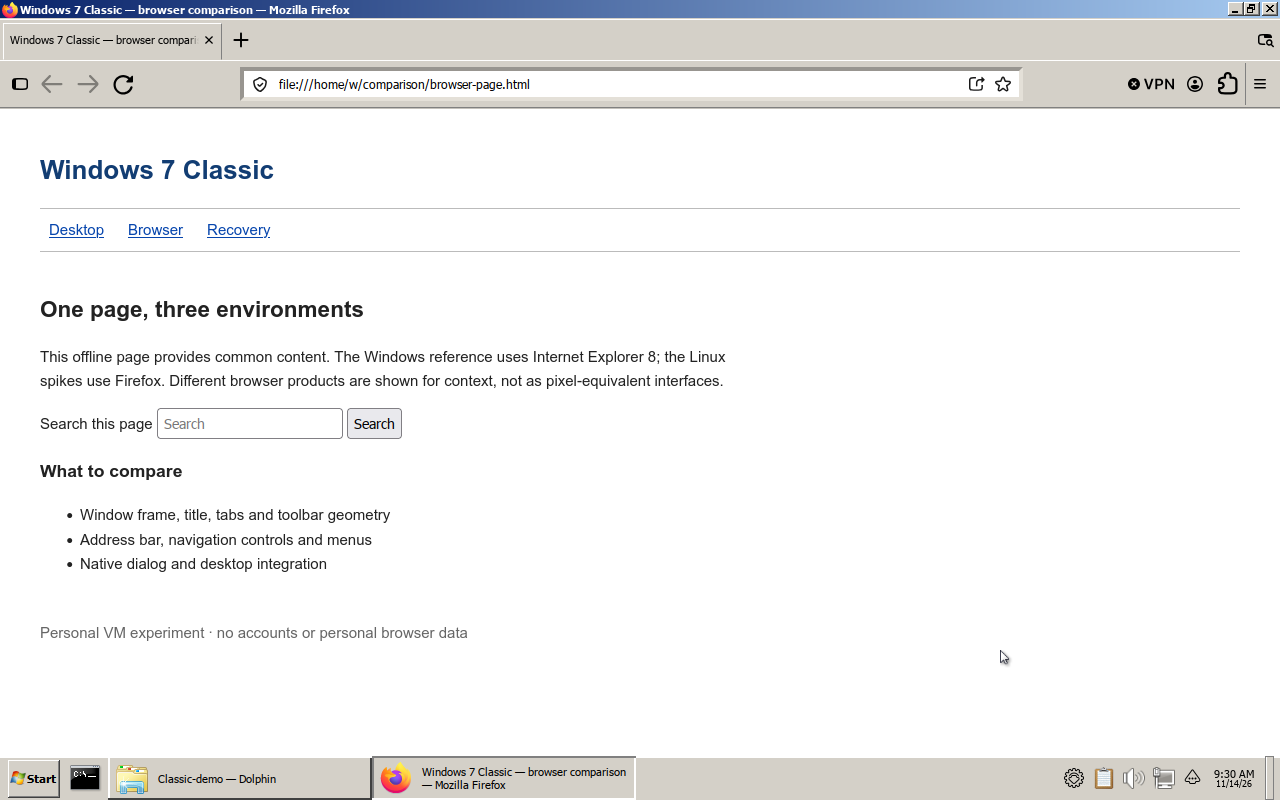 Windows 7 Classic — browser comparison — Mozilla Firefox
Windows 7 Classic — browser compari
file:///home/w/comparison/browser-page.html
VPN
Windows 7 Classic
Desktop Browser Recovery
One page, three environments
This offline page provides common content. The Windows reference uses Internet Explorer 8; the Linux
spikes use Firefox. Different browser products are shown for context, not as pixel-equivalent interfaces.
Search this page Search Search
What to compare
• Window frame, title, tabs and toolbar geometry
• Address bar, navigation controls and menus
• Native dialog and desktop integration
Personal VM experiment · no accounts or personal browser data
Start
C:\
Classic-demo — Dolphin
Windows 7 Classic — browser comparison
— Mozilla Firefox
9:30 AM
11/14/26